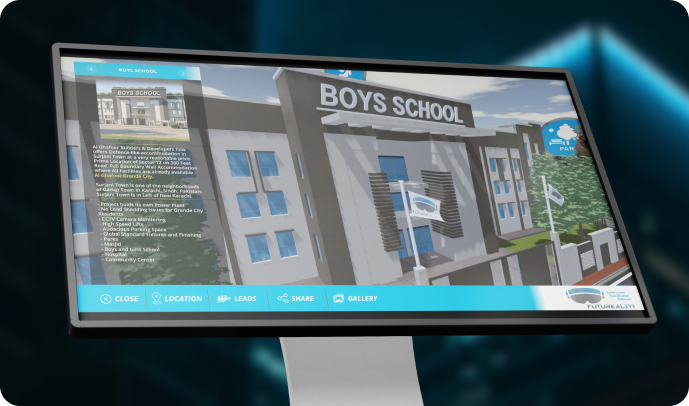 BOYS SCHOOL
BOYS SCHOOL
Al Ghafoor Builders & Developers now
offers Defence-like accommodation in
Surjani Town at a very reasonable price.
Prime Location of Sector 1X on 300 Foot
Road. Full Boundary Wall Accommodation
where All facilities are already available
Al Ghafoor Grande City.
Surjani Town is one of the neighborhoods
of Gadap Town in Karachi, Sindh, Pakistan.
Surjani Town is in Left of New Karachi.
- Project holds its own Power Plant
- No Load Shedding issues for Grande City
Residents
- CCTV Camera Monitoring
- High Speed Lifts
- Audacious Parking Space
- Global Standard Fixtures and Finishing
- Parks
- Masjid
- Boys and Girls School
- Hospital
- Community Center
BOYS SCHOOL
PAR
CLOSE
LOCATION
LEADS
SHARE
GALLERY
FUTUREALITI